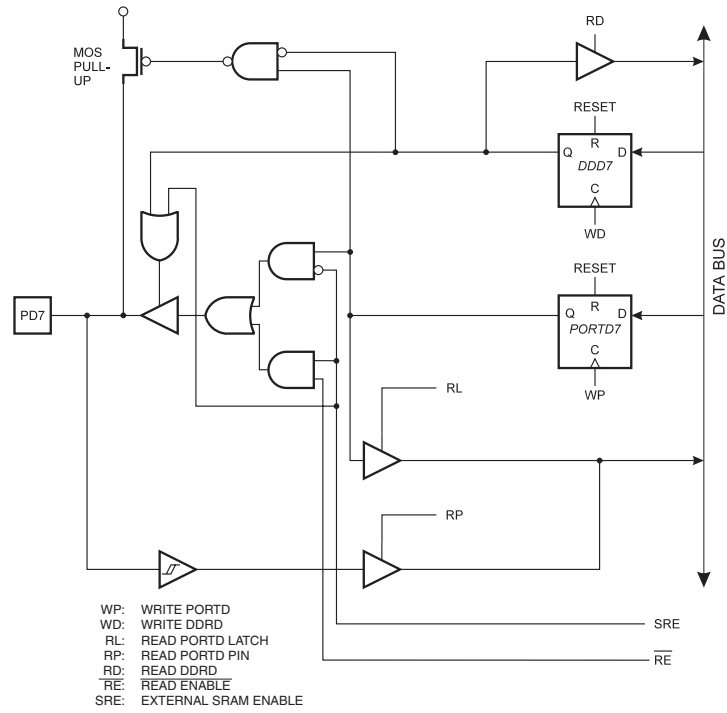 RD
MOS
PULL-
UP
RESET
R
Q
D
DDD7
C
WD
RESET
R
Q
D
PORTD7
C
WP
PD7
DATA BUS
RL
RP
SRE
RE
WP: WRITE PORTD
WD: WRITE DDRD
RL: READ PORTD LATCH
RP: READ PORTD PIN
RD: READ DDRD
RE: READ ENABLE
SRE: EXTERNAL SRAM ENABLE